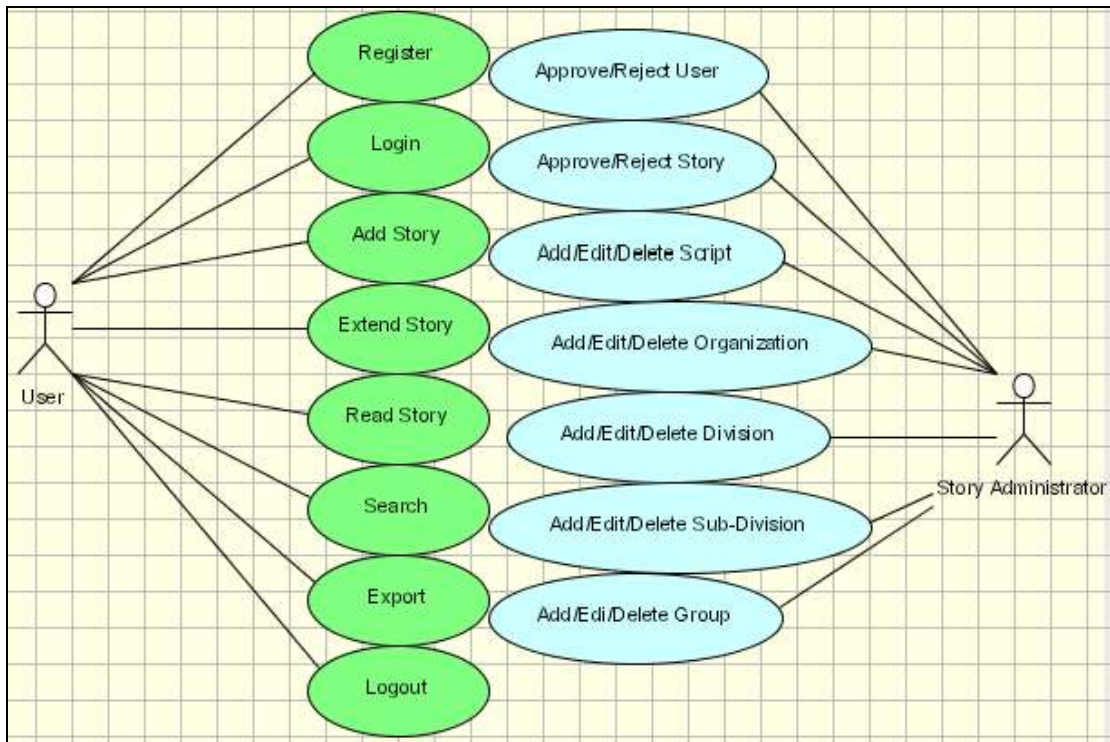 Register
Login
Add Story
Extend Story
Read Story
Search
Export
Logout
Approve/Reject User
Approve/Reject Story
Add/Edit/Delete Script
Add/Edit/Delete Organization
Add/Edit/Delete Division
Add/Edit/Delete Sub-Division
Add/Edi/Delete Group
User
Story Administrator